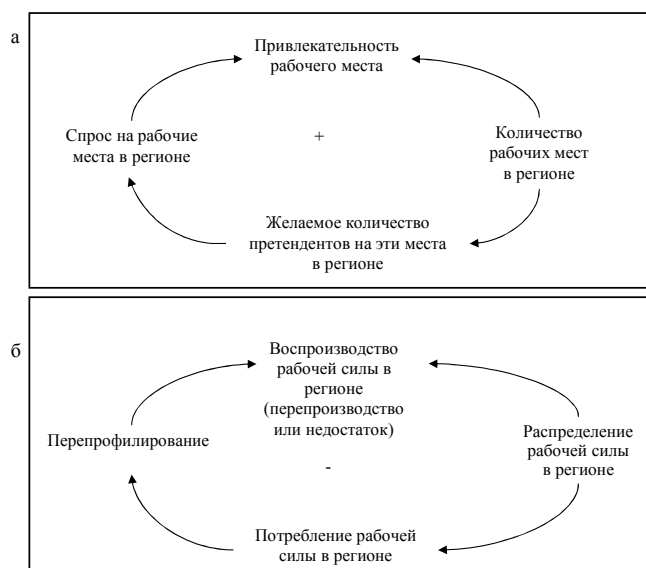 а
Привлекательность
рабочего места
Спрос на рабочие
места в регионе
+
Количество
рабочих мест
в регионе
Желаемое количество
претендентов на эти места
в регионе
б
Воспроизводство
рабочей силы в
регионе
(перепроизводство
или недостаток)
Перепрофилирование
Распределение
рабочей силы
в регионе
-
Потребление рабочей
силы в регионе